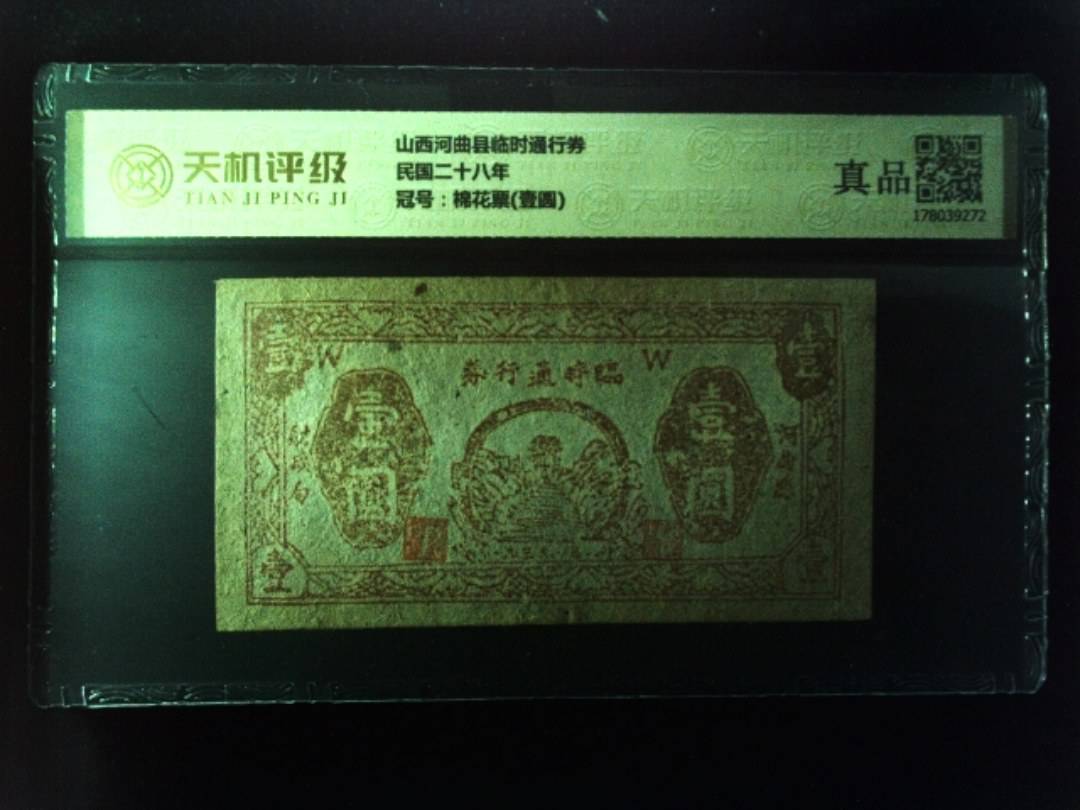 天机评级
TIAN JI PING JI
山西河曲县临时通行券
民国二十八年
冠号：棉花票(壹圆)
真品
178039272
壹 W W 壹
券行通時臨
壹圓 壹圓
壹 壹